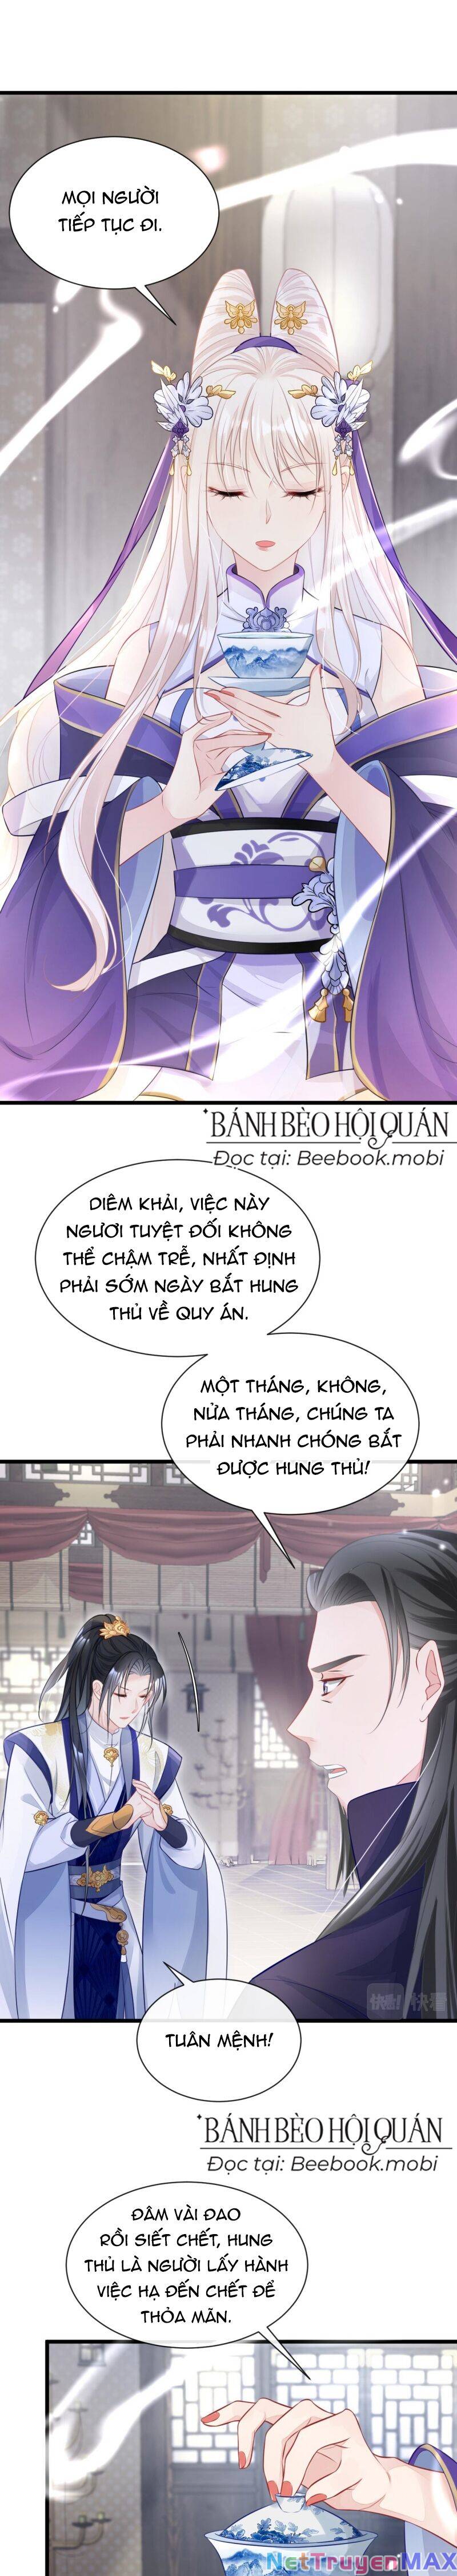 MỌI NGƯỜI
TIẾP TỤC ĐI.
BÁNH BÈO HỘI QUÁN
Đọc tại: Beebook.mobi
DIÊM KHẢI, VIỆC NÀY
NGƯƠI TUYỆT ĐỐI KHÔNG
THỂ CHẬM TRỄ, NHẤT ĐỊNH
PHẢI SỚM NGÀY BẮT HUNG
THỦ VỀ QUY ÁN.
MỘT THÁNG, KHÔNG,
NỬA THÁNG, CHÚNG TA
PHẢI NHANH CHÓNG BẮT
ĐƯỢC HUNG THỦ!
快看! 快看
TUÂN MỆNH!
BÁNH BÈO HỘI QUÁN
Đọc tại: Beebook.mobi
ĐÂM VÀI ĐAO
RỒI SIẾT CHẾT, HUNG
THỦ LÀ NGƯỜI LẤY HÀNH
VIỆC HẠ ĐẾN CHẾT ĐỂ
THỎA MÃN.
NETTRUYENMAX